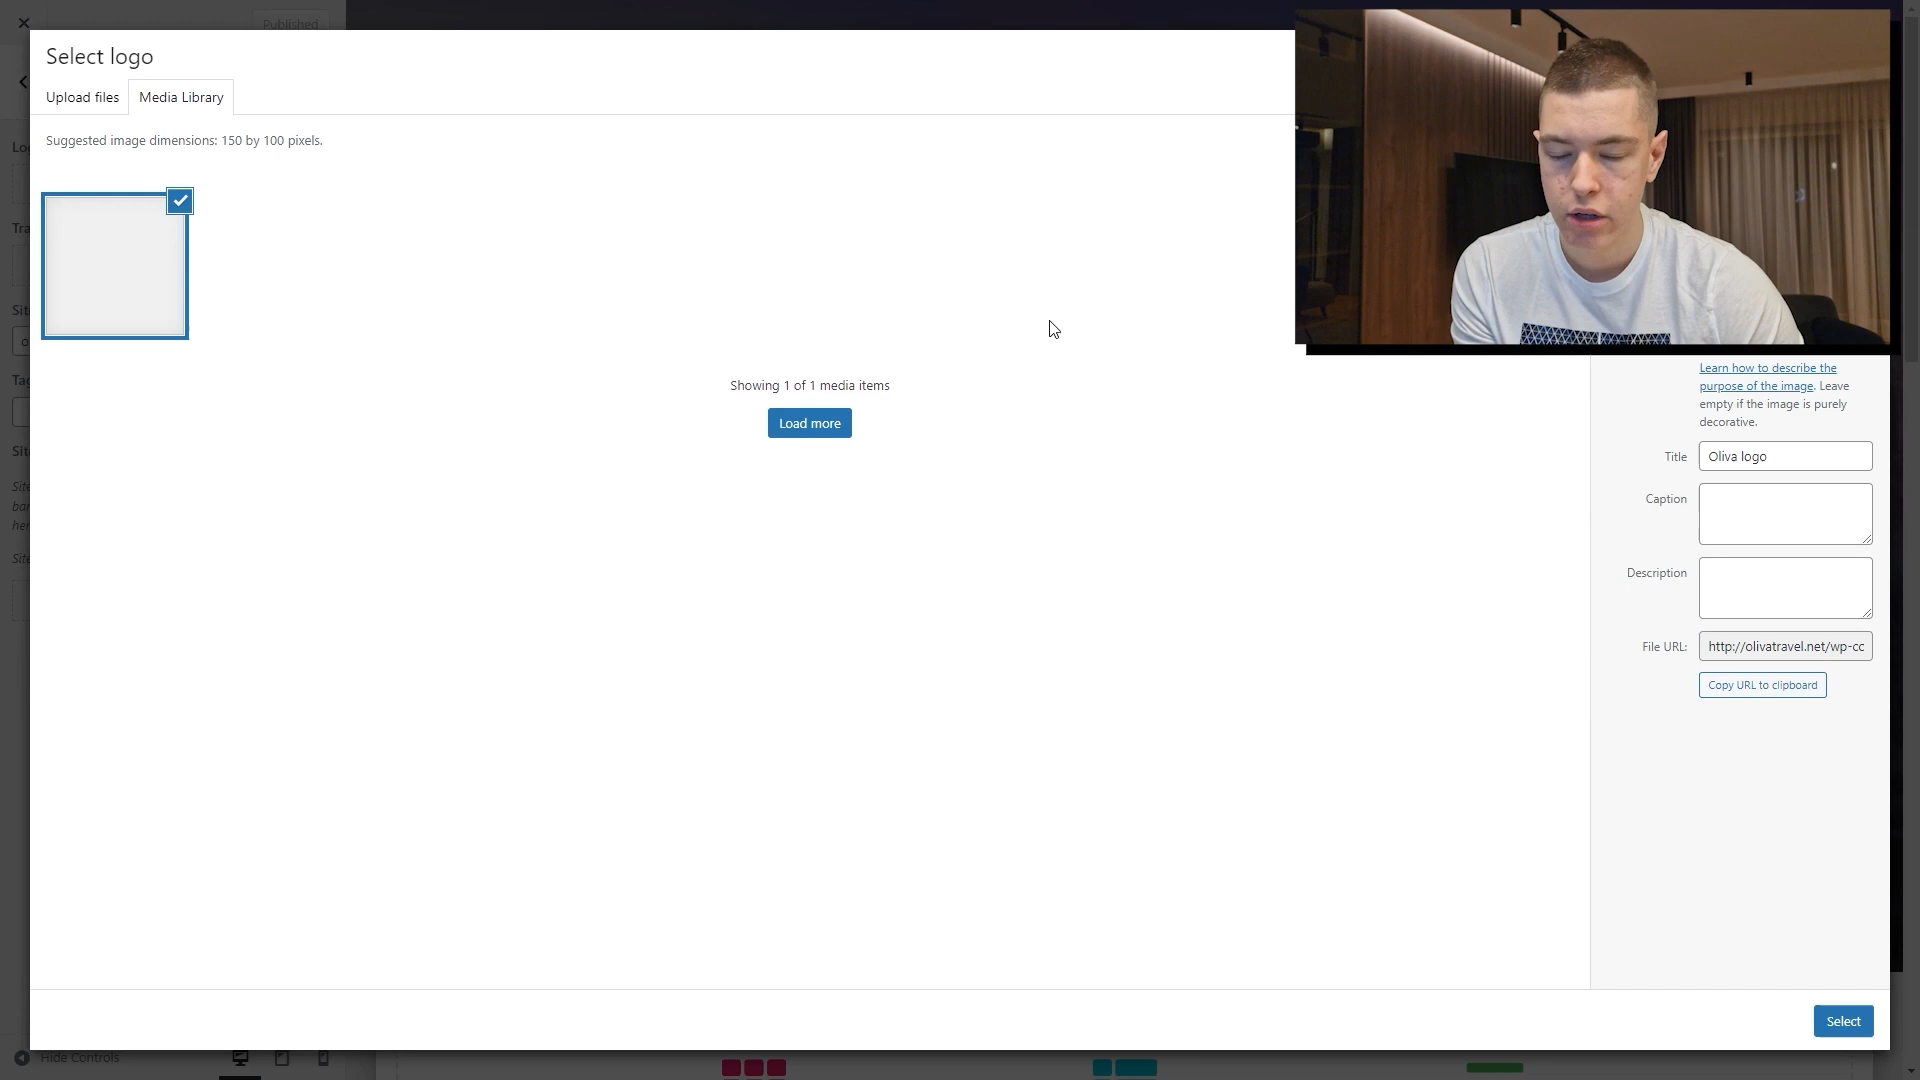 Published
Select logo
Upload files
Media Library
Suggested image dimensions: 150 by 100 pixels.
Showing 1 of 1 media items
Load more
Learn how to describe the
purpose of the image. Leave
empty if the image is purely
decorative.
Title
Oliva logo
Caption
Description
File URL:
http://olivatravel.net/wp-cc
Copy URL to clipboard
Select
Hide Controls